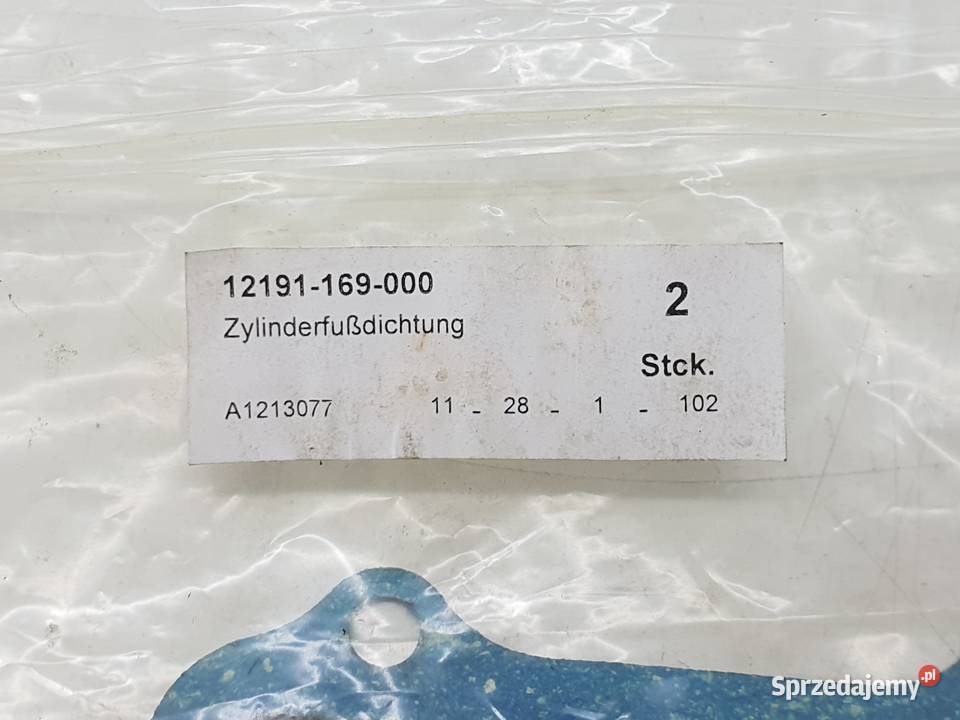 12191-169-000
Zylinderfußdichtung
2
Stck.
A1213077 11 - 28 - 1 - 102
Sprzedajemy.pl